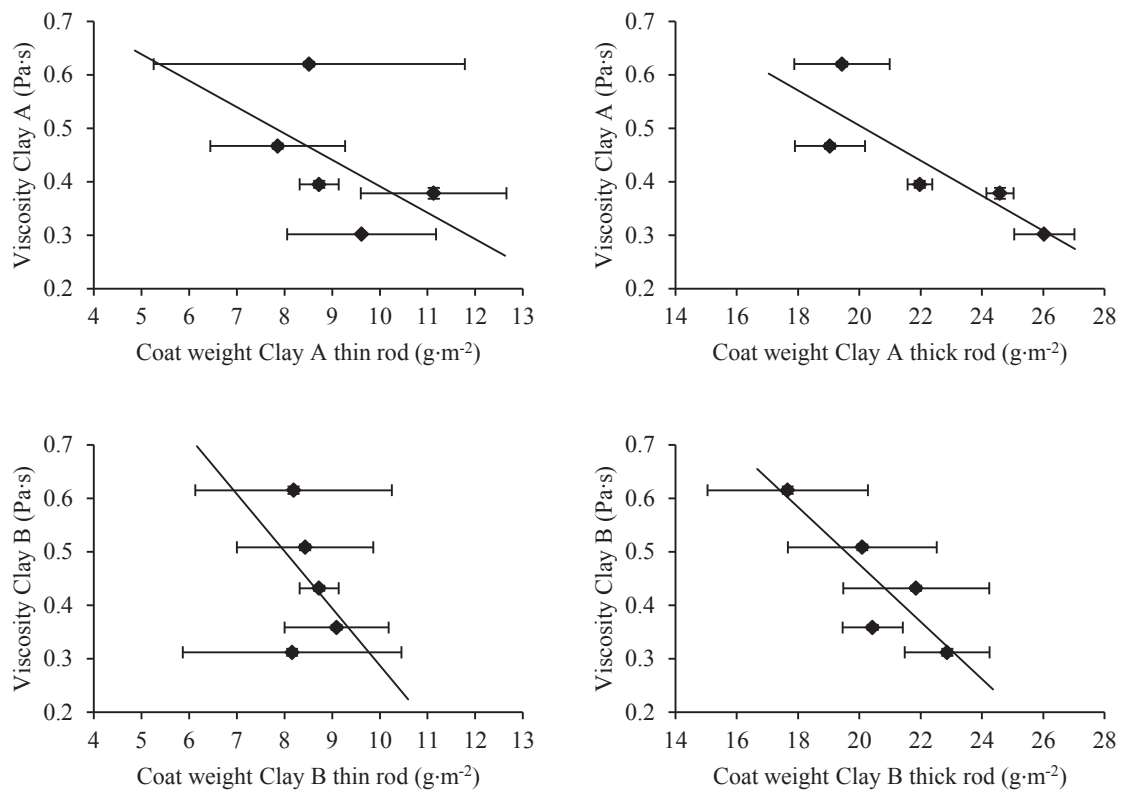 0.7
0.6
0.5
0.4
0.3
0.2
Viscosity Clay A (Pa·s)
4 5 6 7 8 9 10 11 12 13
Coat weight Clay A thin rod (g·m-2)
0.7
0.6
0.5
0.4
0.3
0.2
Viscosity Clay A (Pa·s)
14 16 18 20 22 24 26 28
Coat weight Clay A thick rod (g·m-2)
0.7
0.6
0.5
0.4
0.3
0.2
Viscosity Clay B (Pa·s)
4 5 6 7 8 9 10 11 12 13
Coat weight Clay B thin rod (g·m-2)
0.7
0.6
0.5
0.4
0.3
0.2
Viscosity Clay B (Pa·s)
14 16 18 20 22 24 26 28
Coat weight Clay B thick rod (g·m-2)